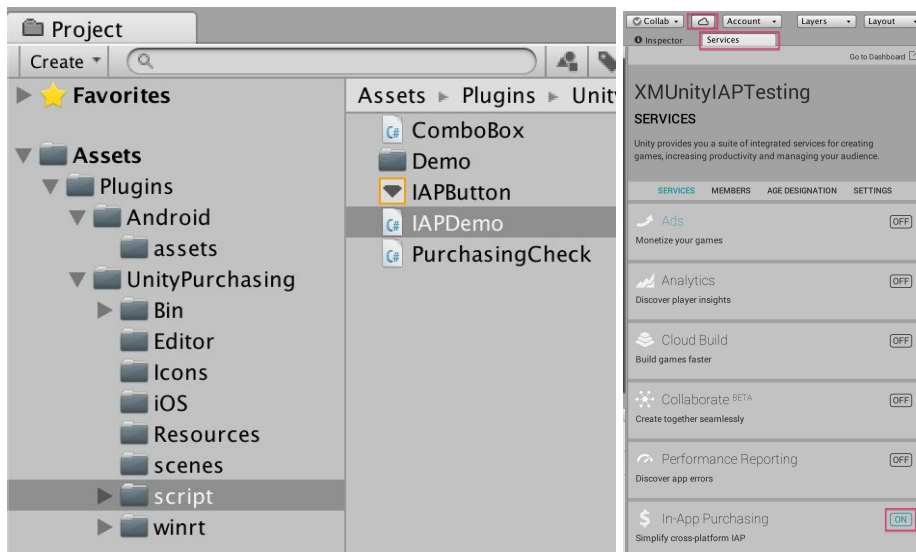 Project
Create
Favorites
Assets
Plugins
Android
assets
UnityPurchasing
Bin
Editor
Icons
iOS
Resources
scenes
script
winrt
Assets ▶ Plugins ▶ Unit
C# ComboBox
Demo
IAPButton
C# IAPDemo
C# PurchasingCheck
Collab Account Layers Layout
Inspector Services
Go to Dashboard
XMUnityIAPTesting
SERVICES
Unity provides you a suite of integrated services for creating
games, increasing productivity and managing your audience.
SERVICES MEMBERS AGE DESIGNATION SETTINGS
Ads OFF
Monetize your games
Analytics OFF
Discover player insights
Cloud Build OFF
Build games faster
Collaborate BETA OFF
Create together seamlessly
Performance Reporting OFF
Discover app errors
$ In-App Purchasing ON
Simplify cross-platform IAP